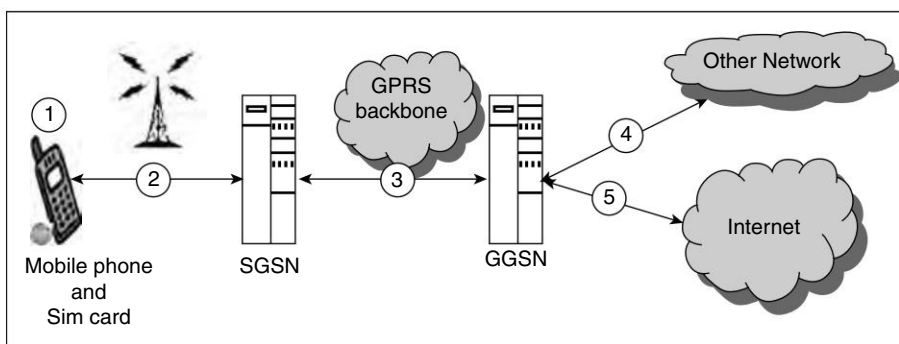 1
Mobile phone
and
Sim card
2
SGSN
GPRS
backbone
3
GGSN
4
Other Network
5
Internet